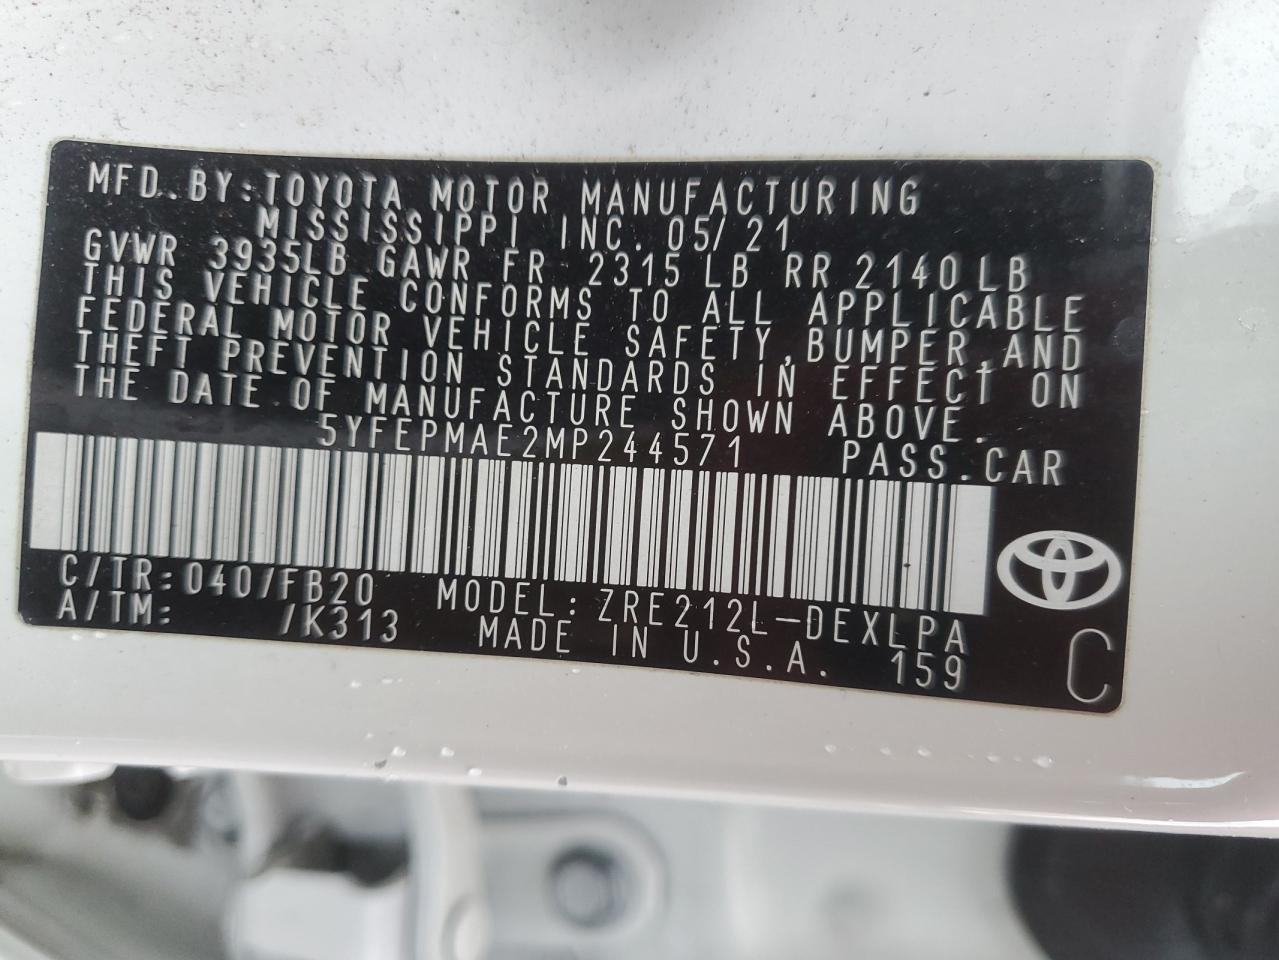 MFD.BY:TOYOTA MOTOR MANUFACTURING
MISSISSIPPI INC. 05/21
GVWR 3935LB GAWR FR 2315LB RR 2140LB
THIS VEHICLE CONFORMS TO ALL APPLICABLE
FEDERAL MOTOR VEHICLE SAFETY,BUMPER,AND
THEFT PREVENTION STANDARDS IN EFFECT ON
THE DATE OF MANUFACTURE SHOWN ABOVE.
5YFEPMAE2MP244571 PASS.CAR
C/TR:040/FB20 MODEL:ZRE212L-DEXLPA
A/TM: /K313 MADE IN U.S.A. 159
C